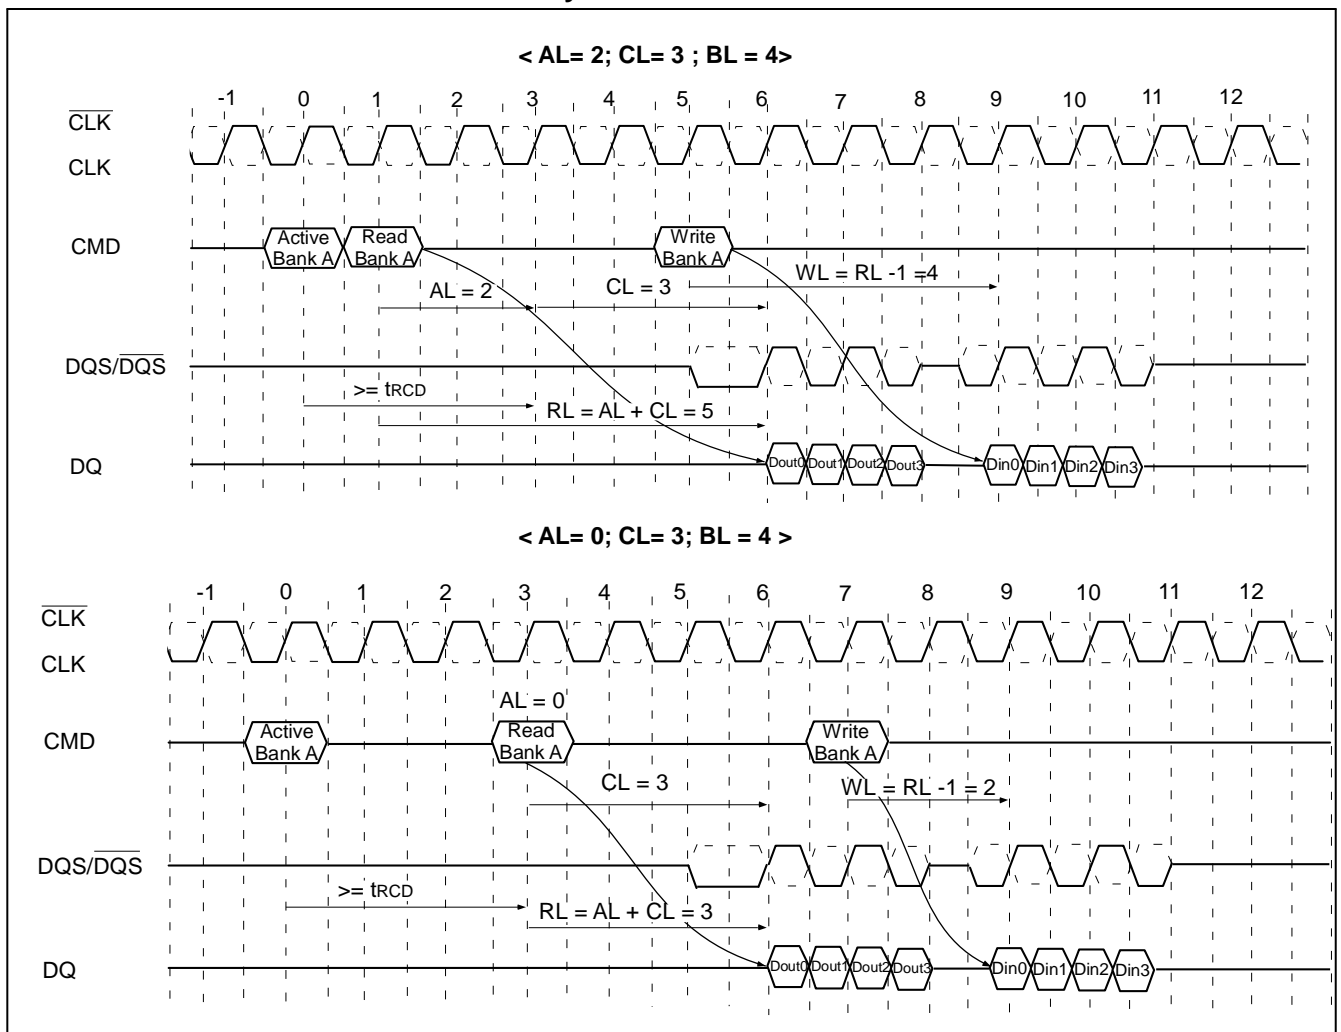 < AL= 2; CL= 3 ; BL = 4>
-1 0 1 2 3 4 5 6 7 8 9 10 11 12
CLK
CLK
CMD
Active
Bank A
Read
Bank A
Write
Bank A
AL = 2
CL = 3
WL = RL -1 =4
DQS/DQS
>= tRCD
RL = AL + CL = 5
DQ
Dout0 Dout1 Dout2 Dout3 Din0 Din1 Din2 Din3
< AL= 0; CL= 3; BL = 4 >
-1 0 1 2 3 4 5 6 7 8 9 10 11 12
CLK
CLK
AL = 0
CMD
Active
Bank A
Read
Bank A
Write
Bank A
CL = 3
WL = RL -1 = 2
DQS/DQS
>= tRCD
RL = AL + CL = 3
DQ
Dout0 Dout1 Dout2 Dout3 Din0 Din1 Din2 Din3